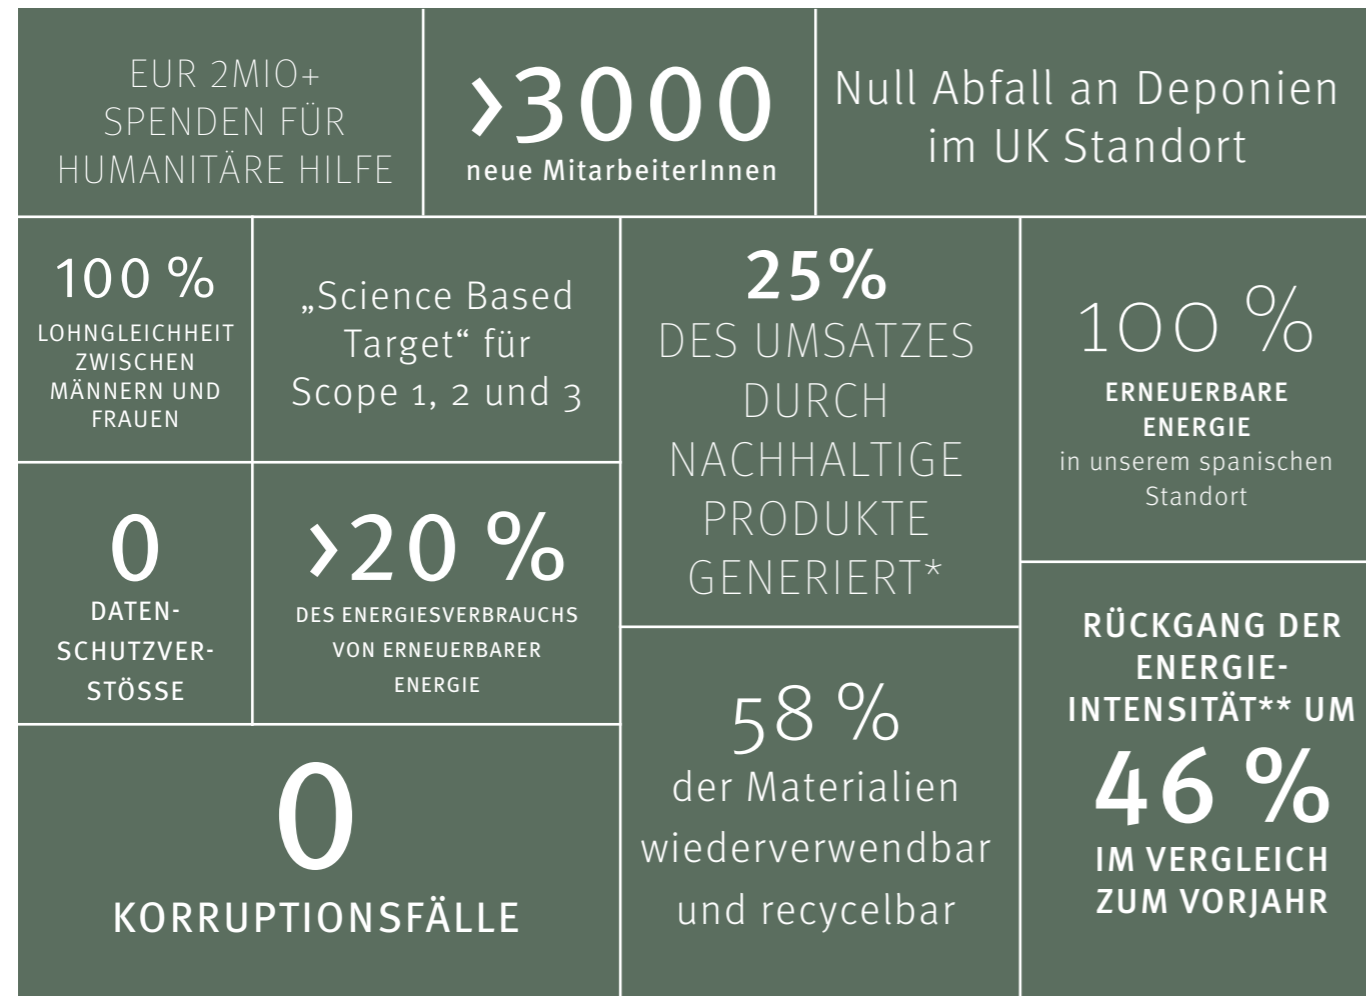 EUR 2MIO+
SPENDEN FÜR
HUMANITÄRE HILFE
>3000
neue MitarbeiterInnen
Null Abfall an Deponien
im UK Standort
100 %
LOHNGLEICHHEIT
ZWISCHEN
MÄNNERN UND
FRAUEN
„Science Based
Target“ für
Scope 1, 2 und 3
25%
DES UMSATZES
DURCH
NACHHALTIGE
PRODUKTE
GENERIERT*
100 %
ERNEUERBARE
ENERGIE
in unserem spanischen
Standort
0
DATEN-
SCHUTZVER-
STÖSSE
>20 %
DES ENERGIESVERBRAUCHS
VON ERNEUERBARER
ENERGIE
58 %
der Materialien
wiederverwendbar
und recycelbar
RÜCKGANG DER
ENERGIE-
INTENSITÄT** UM
46 %
IM VERGLEICH
ZUM VORJAHR
0
KORRUPTIONSFÄLLE